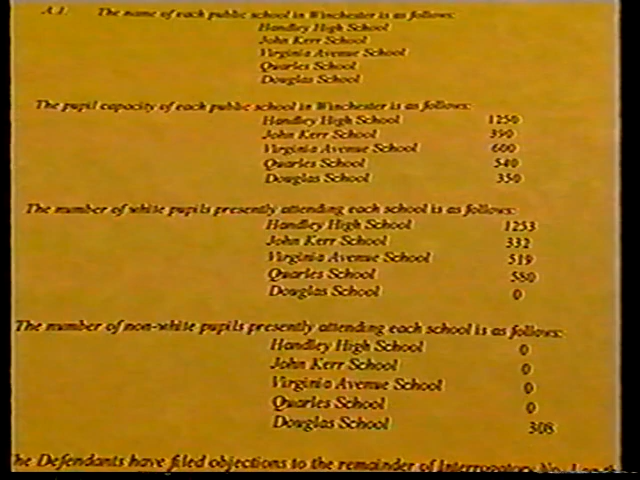 A.1. The name of each public school in Winchester is as follows:
Handley High School
John Kerr School
Virginia Avenue School
Quarles School
Douglas School
The pupil capacity of each public school in Winchester is as follows:
Handley High School 1250
John Kerr School 390
Virginia Avenue School 600
Quarles School 540
Douglas School 350
The number of white pupils presently attending each school is as follows:
Handley High School 1253
John Kerr School 332
Virginia Avenue School 519
Quarles School 580
Douglas School 0
The number of non-white pupils presently attending each school is as follows:
Handley High School 0
John Kerr School 0
Virginia Avenue School 0
Quarles School 0
Douglas School 308
he Defendants have filed objections to the remainder of Interrogatory No.